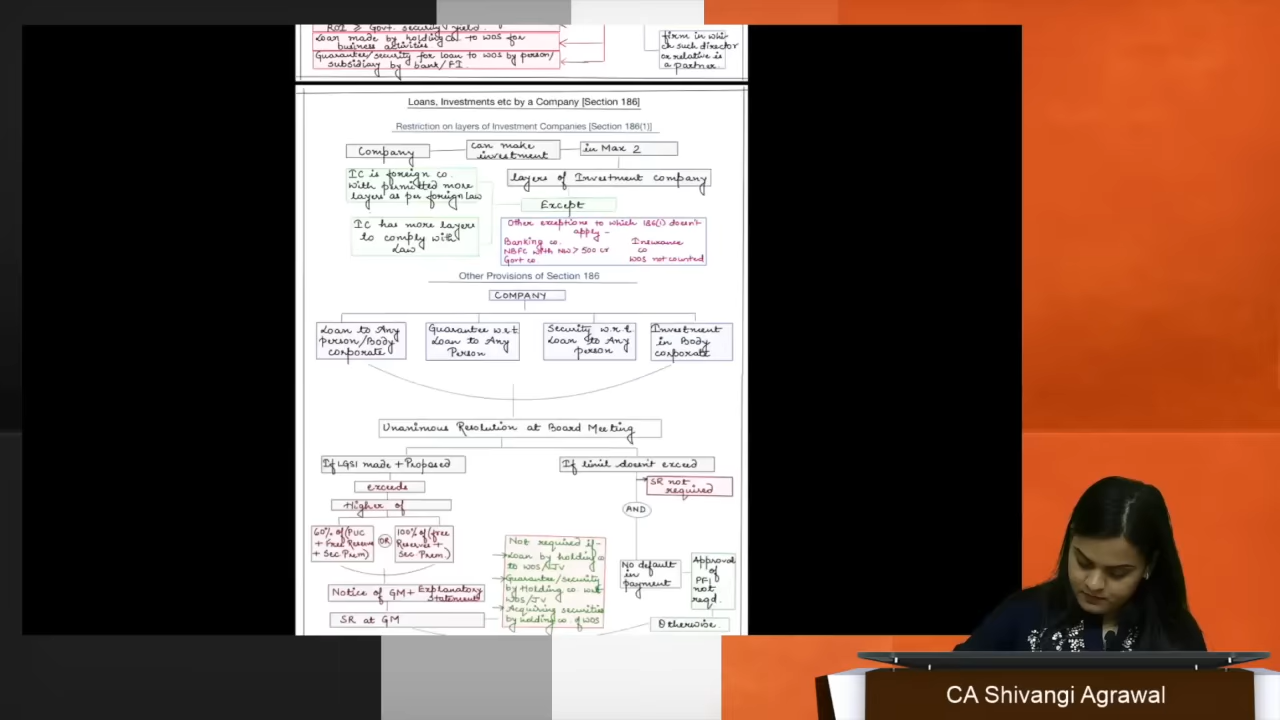 ROI ≥ Govt. security yield.
Loan made by holding Co. to WOS for
business activities
Guarantee/security for loan to WOS by person/
subsidiary by bank/FI.
firm in whi
ch such director
or relative is
a partner.
Loans, Investments etc by a Company [Section 186]
Restriction on layers of Investment Companies [Section 186(1)]
Company
can make
investment
in Max 2
layers of Investment company
IC is foreign co.
with permitted more
layers as per foreign Law
Except
IC has more layers
to comply with
Law
Other exceptions to which 186(1) doesn't
apply -
Banking co.
NBFC with NW > 500 cr
Govt co.
Insurance
co
WOS not counted
Other Provisions of Section 186
COMPANY
Loan to Any
person/Body
corporate
Guarantee w.r.t
Loan to Any
Person
Security w.r.t
Loan to Any
person
Investment
in Body
corporate
Unanimous Resolution at Board Meeting
If LGSI made + Proposed
exceeds
Higher of
60% of (PUC
+ Free Reserve
+ Sec Prem)
OR
100% of (free
Reserve +
Sec Prem.)
Notice of GM + Explanatory
Statement
SR at GM
Not required if-
Loan by holding co
to WOS/JV
Guarantee/security
by Holding co. w.r.t
WOS/JV
Acquiring securities
by holding co. of WOS
If limit doesn't exceed
SR not
required
AND
No default
in
payment
Approval
of
PFI
not
reqd.
Otherwise
CA Shivangi Agrawal